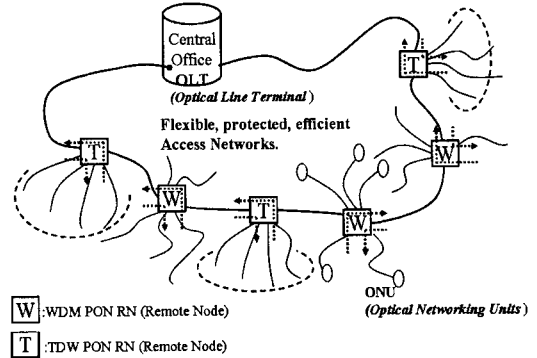 Central
Office
OLT
(Optical Line Terminal)
Flexible, protected, efficient
Access Networks.
T
W
T
W
T
W
ONU
(Optical Networking Units)
W :WDM PON RN (Remote Node)
T :TDW PON RN (Remote Node)